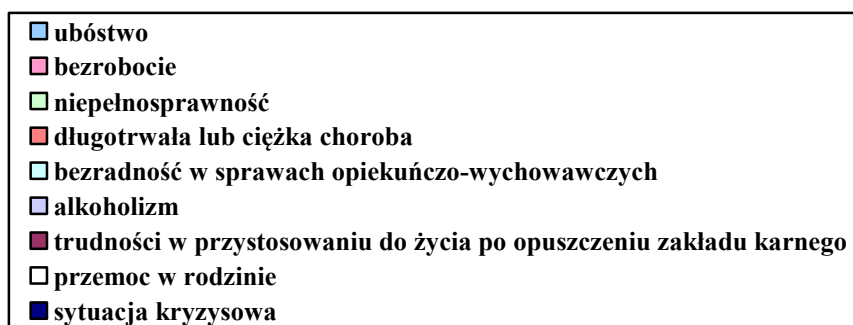 ubóstwo
bezrobocie
niepełnosprawność
długotrwała lub ciężka choroba
bezradność w sprawach opiekuńczo-wychowawczych
alkoholizm
trudności w przystosowaniu do życia po opuszczeniu zakładu karnego
przemoc w rodzinie
sytuacja kryzysowa